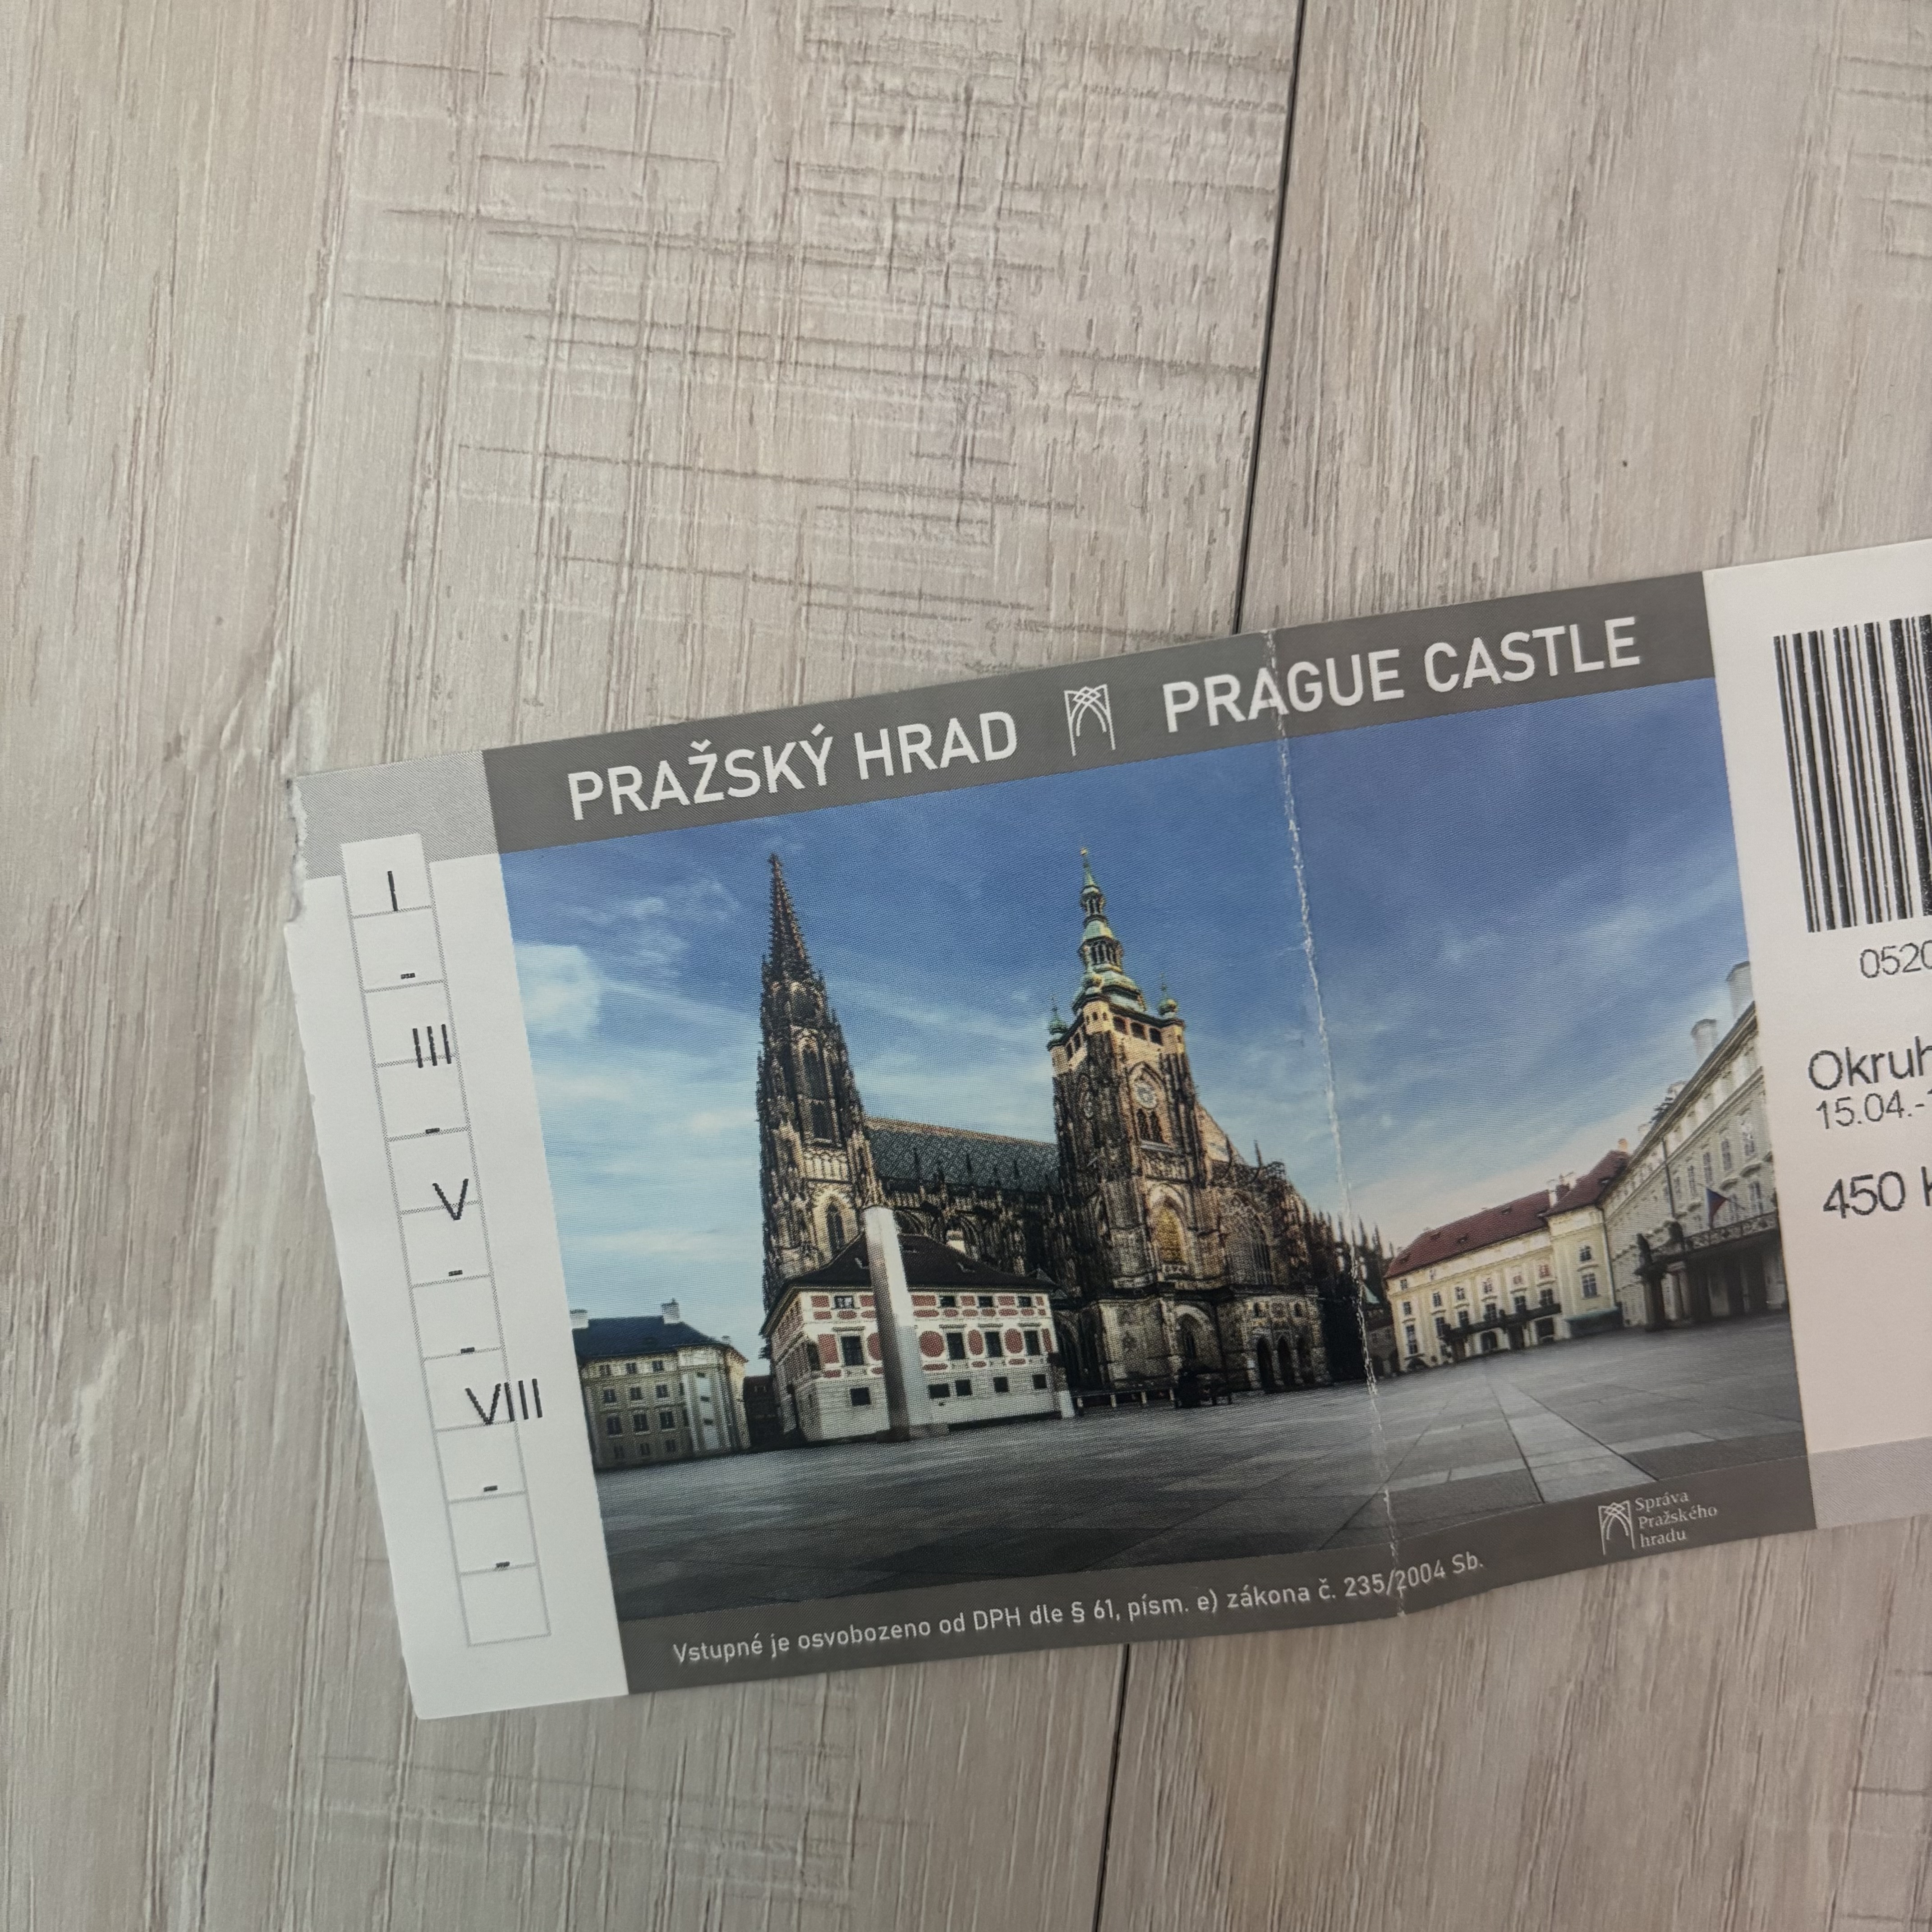 PRAŽSKÝ HRAD PRAGUE CASTLE
I
-
III
-
V
-
-
VIII
-
-
Vstupné je osvobozeno od DPH dle § 61, písm. e) zákona č. 235/2004 Sb.
Správa
Pražského
hradu
0520
Okruh
15.04.-
450